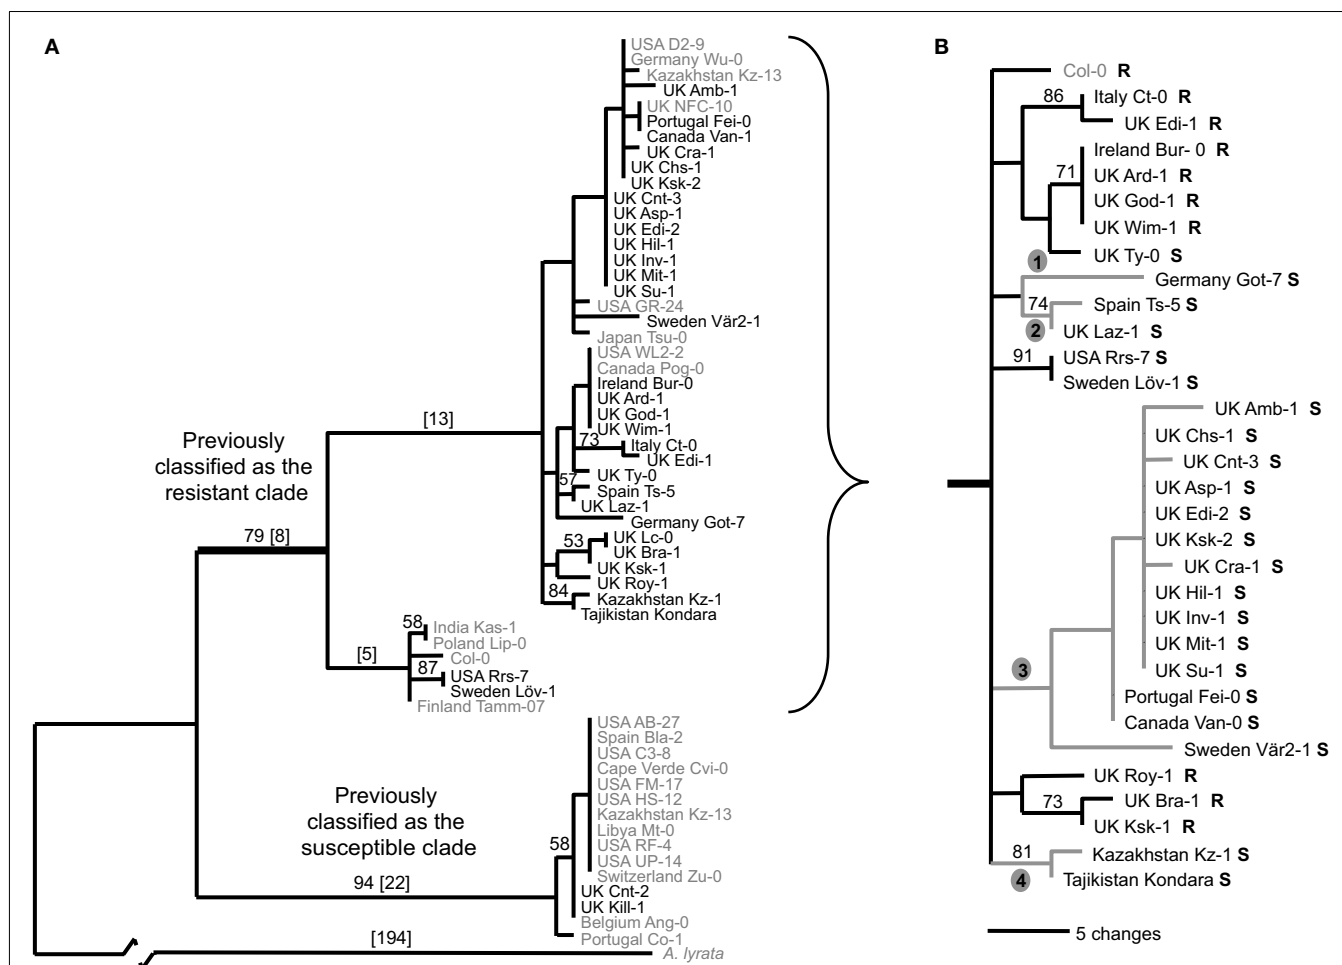 A
USA D2-9
Germany Wu-0
Kazakhstan Kz-13
UK Amb-1
UK NFC-10
Portugal Fei-0
Canada Van-1
UK Cra-1
UK Chs-1
UK Ksk-2
UK Cnt-3
UK Asp-1
UK Edi-2
UK Hil-1
UK Inv-1
UK Mit-1
UK Su-1
USA GR-24
Sweden Vär2-1
Japan Tsu-0
USA WL2-2
Canada Pog-0
Ireland Bur-0
UK Ard-1
UK God-1
UK Wim-1
73
Italy Ct-0
UK Edi-1
UK Ty-0
57
Spain Ts-5
UK Laz-1
Germany Got-7
53
UK Lc-0
UK Bra-1
UK Ksk-1
UK Roy-1
84
Kazakhstan Kz-1
Tajikistan Kondara
[13]
Previously
classified as the
resistant clade
79 [8]
58
India Kas-1
Poland Lip-0
[5]
Col-0
87
USA Rrs-7
Sweden Löv-1
Finland Tamm-07
USA AB-27
Spain Bla-2
USA C3-8
Cape Verde Cvi-0
USA FM-17
USA HS-12
Kazakhstan Kz-13
Libya Mt-0
USA RF-4
USA UP-14
Switzerland Zu-0
UK Cnt-2
UK Kill-1
Belgium Ang-0
Portugal Co-1
Previously
classified as the
susceptible clade
58
94 [22]
[194]
A. lyrata
B
Col-0 R
86
Italy Ct-0 R
UK Edi-1 R
Ireland Bur- 0 R
71
UK Ard-1 R
UK God-1 R
UK Wim-1 R
UK Ty-0 S
1
Germany Got-7 S
74
Spain Ts-5 S
2
UK Laz-1 S
91
USA Rrs-7 S
Sweden Löv-1 S
UK Amb-1 S
UK Chs-1 S
UK Cnt-3 S
UK Asp-1 S
UK Edi-2 S
UK Ksk-2 S
UK Cra-1 S
UK Hil-1 S
UK Inv-1 S
UK Mit-1 S
UK Su-1 S
3
Portugal Fei-0 S
Canada Van-0 S
Sweden Vär2-1 S
UK Roy-1 R
73
UK Bra-1 R
UK Ksk-1 R
81
Kazakhstan Kz-1 S
4
Tajikistan Kondara S
5 changes